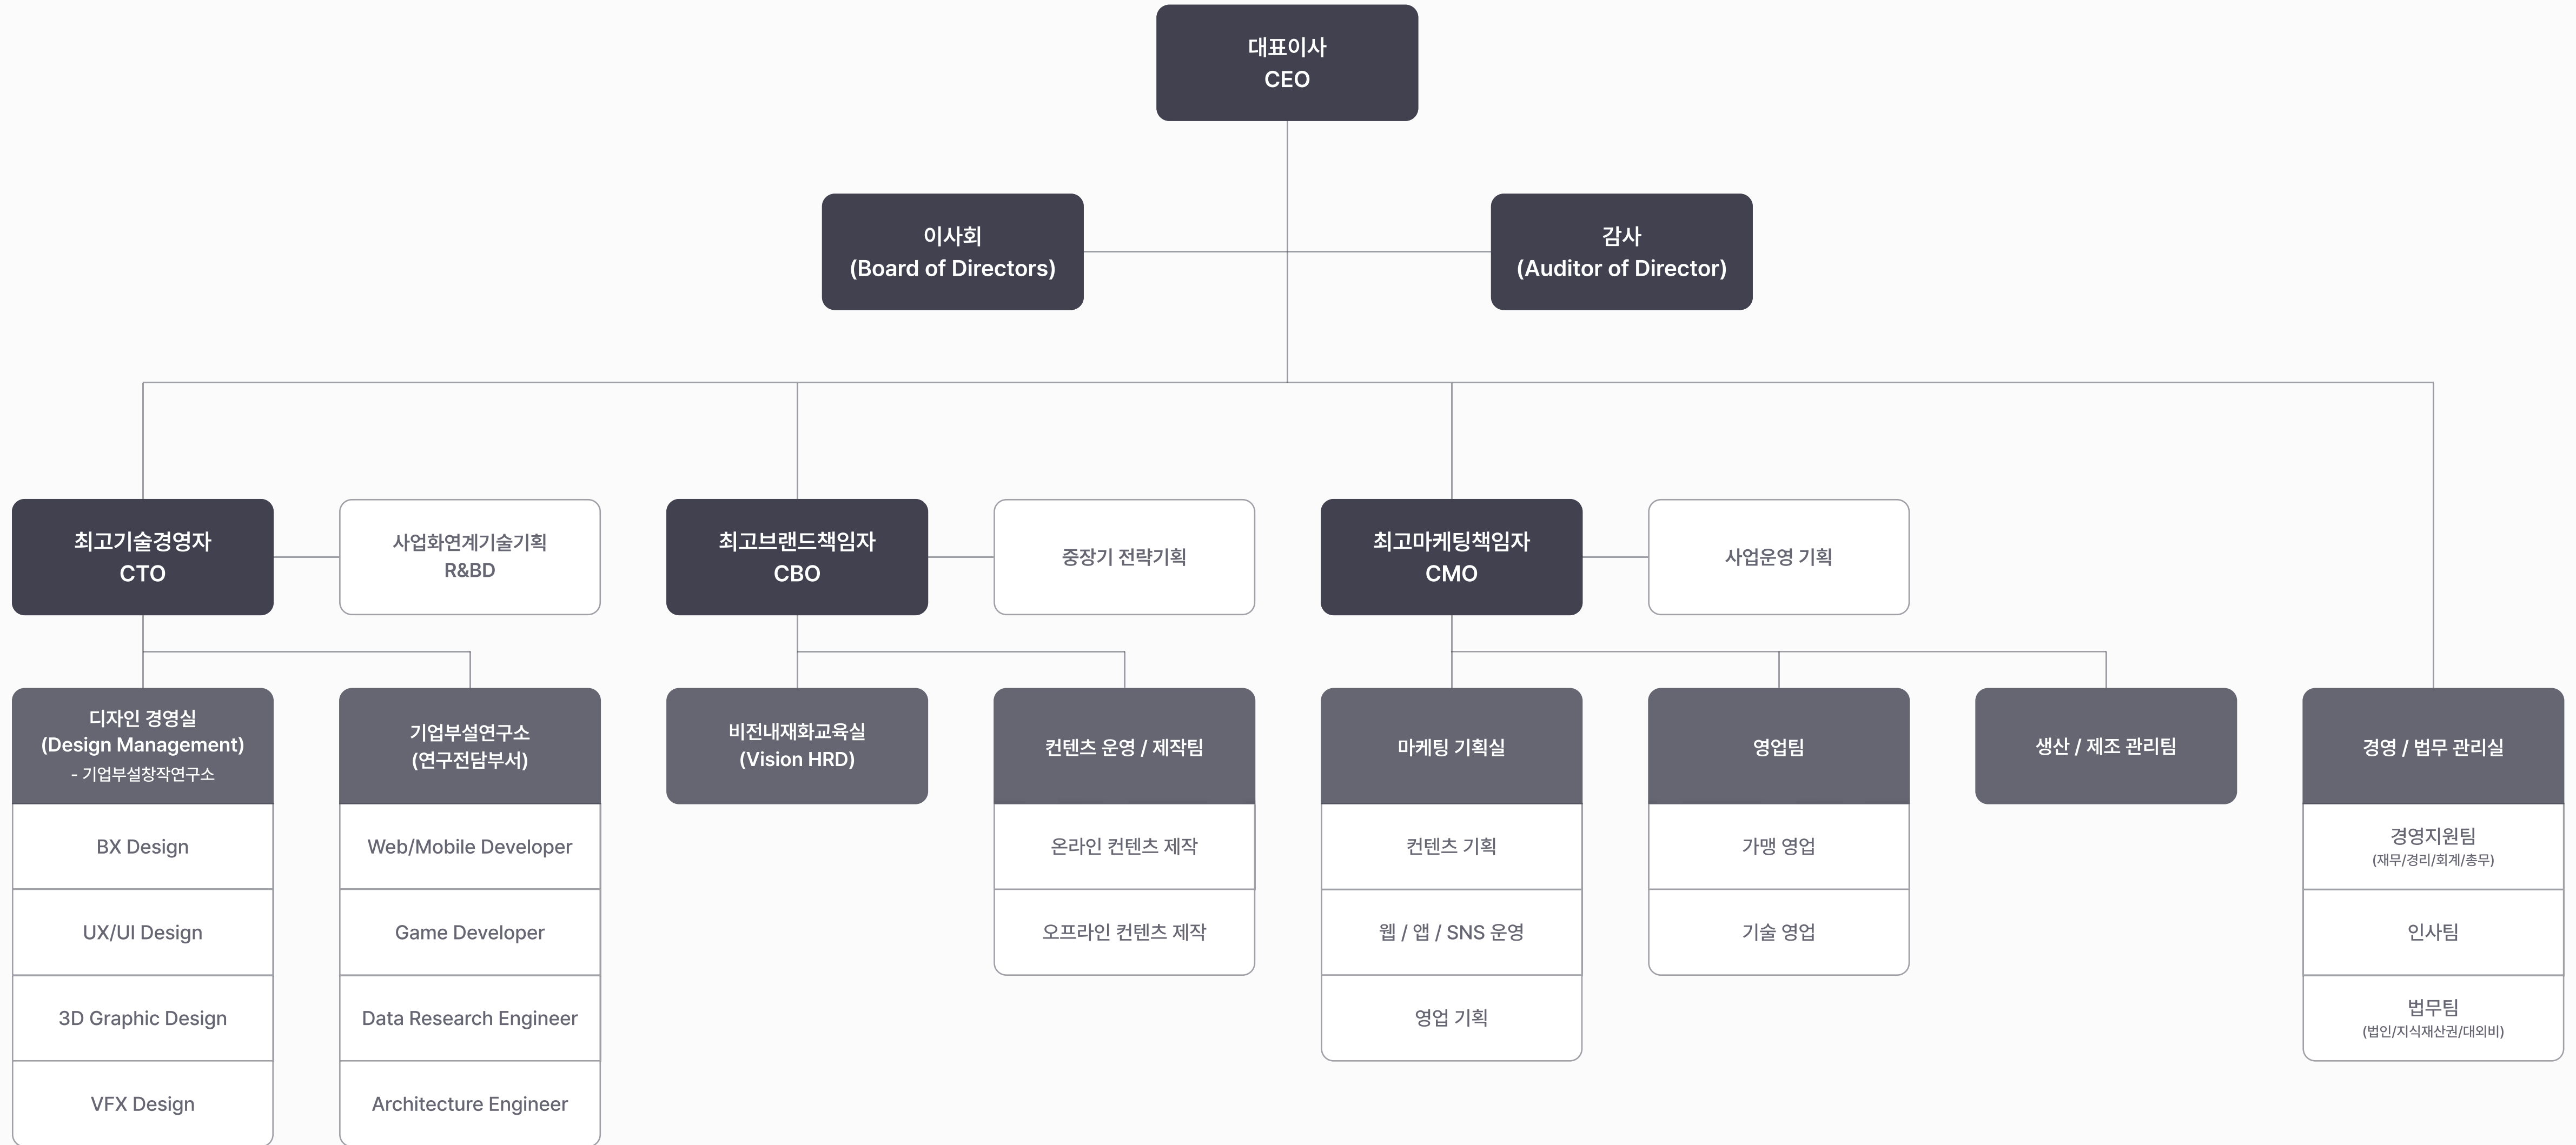 대표이사
CEO
이사회
(Board of Directors)
감사
(Auditor of Director)
최고기술경영자
CTO
사업화연계기술기획
R&BD
최고브랜드책임자
CBO
중장기 전략기획
최고마케팅책임자
CMO
사업운영 기획
디자인 경영실
(Design Management)
- 기업부설창작연구소
BX Design
UX/UI Design
3D Graphic Design
VFX Design
기업부설연구소
(연구전담부서)
Web/Mobile Developer
Game Developer
Data Research Engineer
Architecture Engineer
비전내재화교육실
(Vision HRD)
컨텐츠 운영 / 제작팀
온라인 컨텐츠 제작
오프라인 컨텐츠 제작
마케팅 기획실
컨텐츠 기획
웹 / 앱 / SNS 운영
영업 기획
영업팀
가맹 영업
기술 영업
생산 / 제조 관리팀
경영 / 법무 관리실
경영지원팀
(재무/경리/회계/총무)
인사팀
법무팀
(법인/지식재산권/대외비)